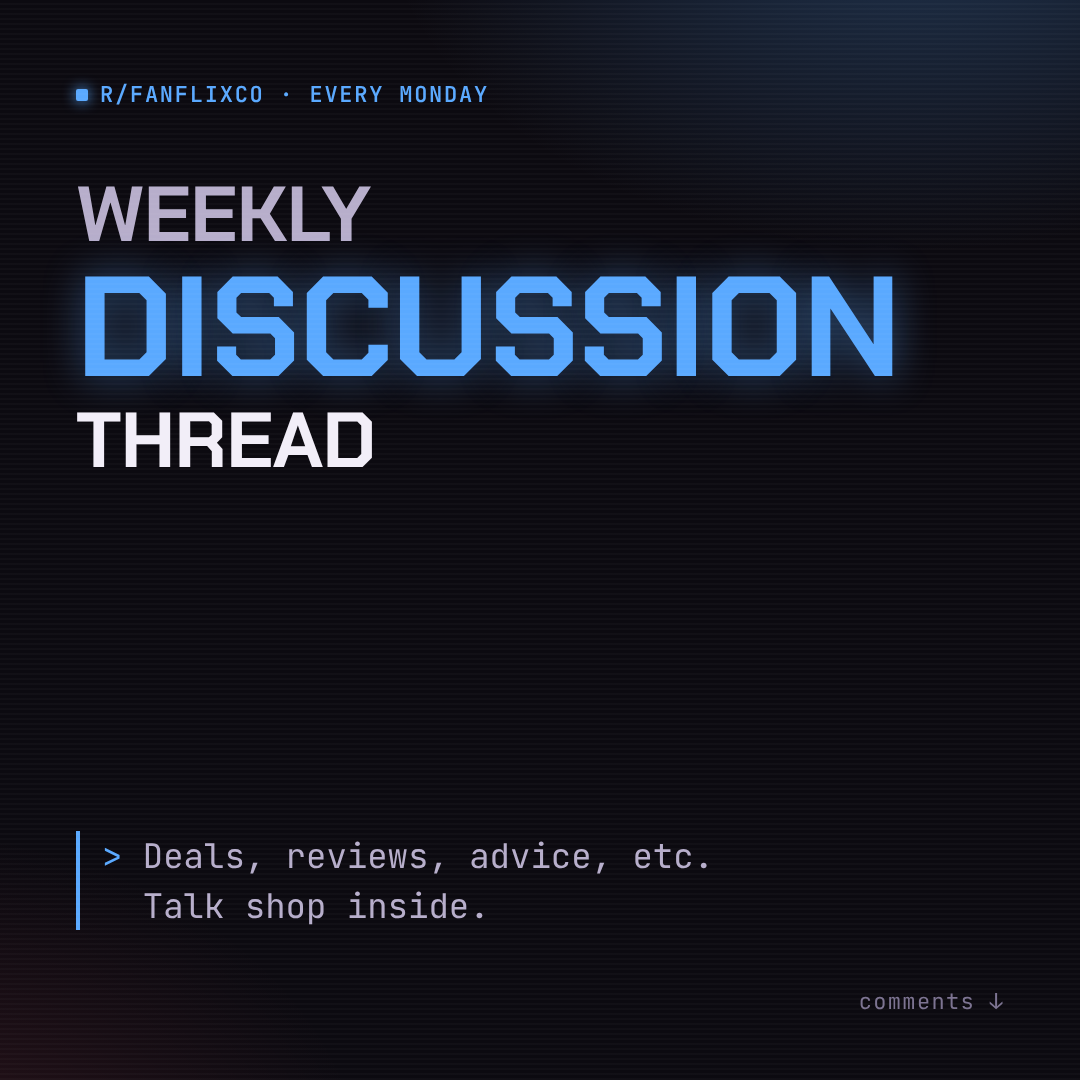 R/FANFLIXCO · EVERY MONDAY
WEEKLY
DISCUSSION
THREAD
> Deals, reviews, advice, etc.
Talk shop inside.
comments ↓